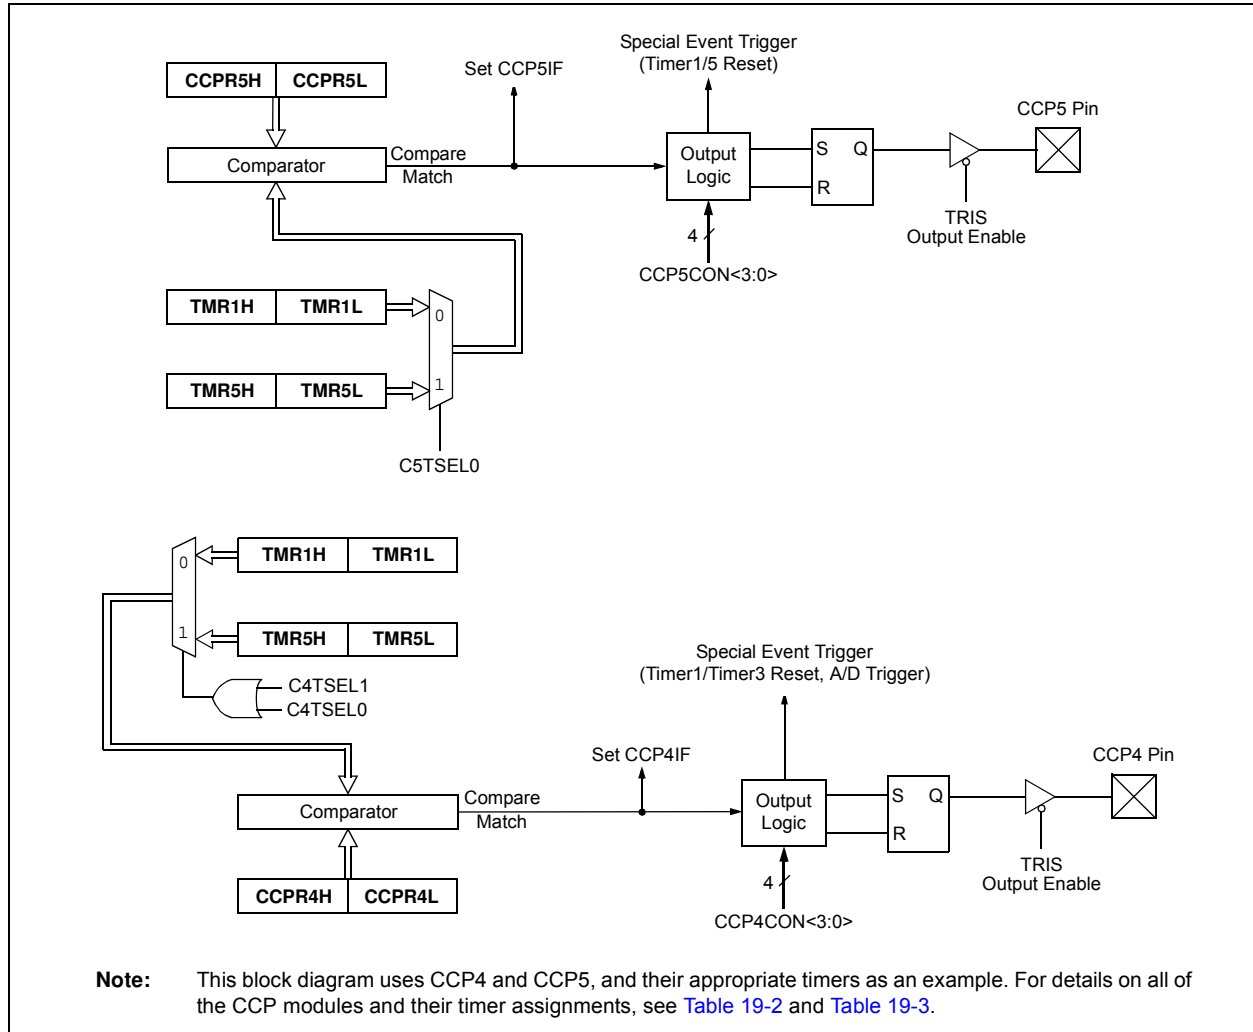 Special Event Trigger
(Timer1/5 Reset)
Set CCP5IF
CCPR5H CCPR5L
CCP5 Pin
Comparator
Compare
Match
Output
Logic
S Q
R
TRIS
Output Enable
4
CCP5CON<3:0>
TMR1H TMR1L
0
TMR5H TMR5L
1
C5TSEL0
0
TMR1H TMR1L
1
TMR5H TMR5L
C4TSEL1
C4TSEL0
Special Event Trigger
(Timer1/Timer3 Reset, A/D Trigger)
Set CCP4IF
CCP4 Pin
Comparator
Compare
Match
Output
Logic
S Q
R
TRIS
Output Enable
4
CCPR4H CCPR4L
CCP4CON<3:0>
Note: This block diagram uses CCP4 and CCP5, and their appropriate timers as an example. For details on all of
the CCP modules and their timer assignments, see Table 19-2 and Table 19-3.